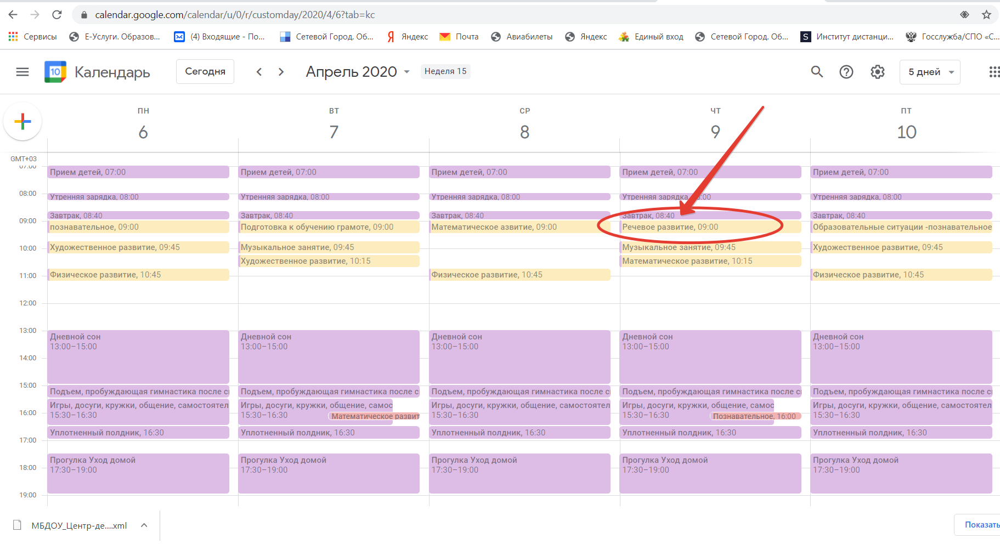 calendar.google.com/calendar/u/0/r/customday/2020/4/6?tab=kc
Сервисы
Е-Услуги. Образов...
(4) Входящие - По...
Сетевой Город. Об...
Яндекс
Почта
Авиабилеты
Яндекс
Единый вход
Сетевой Город. Об...
Институт дистанци...
Госслужба/СПО «С...
10
Календарь
Сегодня
Апрель 2020
Неделя 15
5 дней
ПН
6
ВТ
7
СР
8
ЧТ
9
ПТ
10
GMT+03
07:00
Прием детей, 07:00
Прием детей, 07:00
Прием детей, 07:00
Прием детей, 07:00
Прием детей, 07:00
08:00
Утренняя зарядка, 08:00
Утренняя зарядка, 08:00
Утренняя зарядка, 08:00
Утренняя зарядка, 08:00
Утренняя зарядка, 08:00
Завтрак, 08:40
Завтрак, 08:40
Завтрак, 08:40
Завтрак, 08:40
Завтрак, 08:40
09:00
познавательное, 09:00
Подготовка к обучению грамоте, 09:00
Математическое азвитие, 09:00
Речевое развитие, 09:00
Образовательные ситуации -познавательное
Художественное развитие, 09:45
Музыкальное занятие, 09:45
Музыкальное занятие, 09:45
Художественное развитие, 09:45
10:00
Художественное развитие, 10:15
Математическое развитие, 10:15
11:00
Физическое развитие, 10:45
Физическое развитие, 10:45
Физическое развитие, 10:45
12:00
13:00
Дневной сон
13:00–15:00
Дневной сон
13:00–15:00
Дневной сон
13:00–15:00
Дневной сон
13:00–15:00
Дневной сон
13:00–15:00
14:00
15:00
Подъем, пробуждающая гимнастика после с
Подъем, пробуждающая гимнастика после с
Подъем, пробуждающая гимнастика после с
Подъем, пробуждающая гимнастика после с
Подъем, пробуждающая гимнастика после с
Игры, досуги, кружки, общение, самостоятел
15:30–16:30
Игры, досуги, кружки, общение, самос
15:30–16:30
Математическое развит
Игры, досуги, кружки, общение, самостоятел
15:30–16:30
Игры, досуги, кружки, общение, самос
15:30–16:30
Познавательное, 16:00
Игры, досуги, кружки, общение, самостоятел
15:30–16:30
16:00
Уплотненный полдник, 16:30
Уплотненный полдник, 16:30
Уплотненный полдник, 16:30
Уплотненный полдник, 16:30
Уплотненный полдник, 16:30
17:00
Прогулка Уход домой
17:30–19:00
Прогулка Уход домой
17:30–19:00
Прогулка Уход домой
17:30–19:00
Прогулка Уход домой
17:30–19:00
Прогулка Уход домой
17:30–19:00
18:00
19:00
МБДОУ_Центр-де....xml
Показать